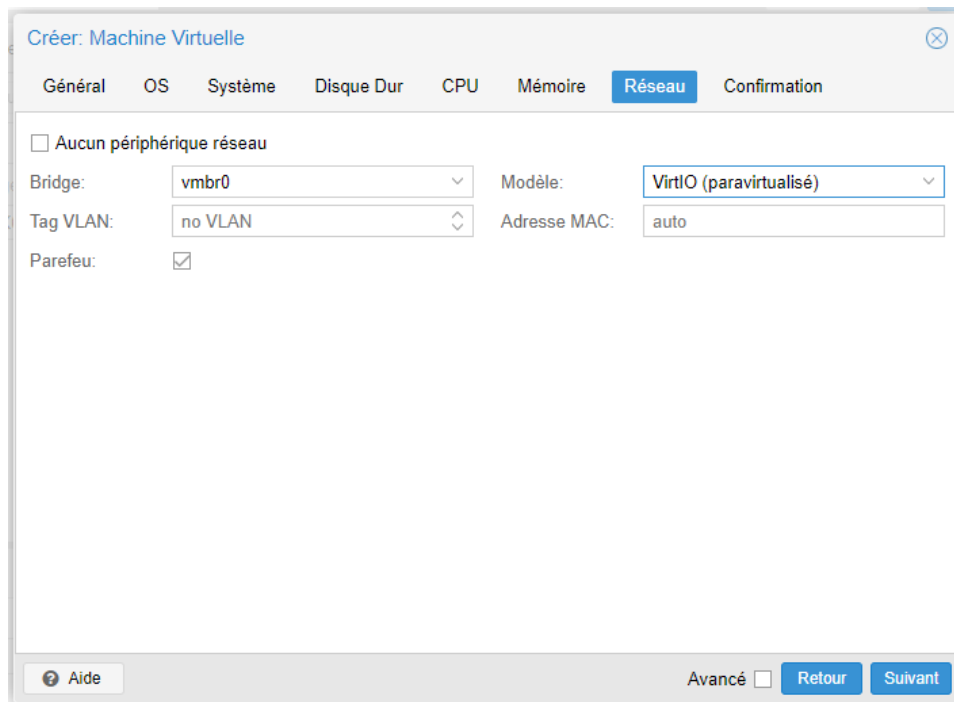 Créer: Machine Virtuelle
Général OS Système Disque Dur CPU Mémoire Réseau Confirmation
Aucun périphérique réseau
Bridge: vmbr0 Modèle: VirtIO (paravirtualisé)
Tag VLAN: no VLAN Adresse MAC: auto
Parefeu:
Aide Avancé Retour Suivant